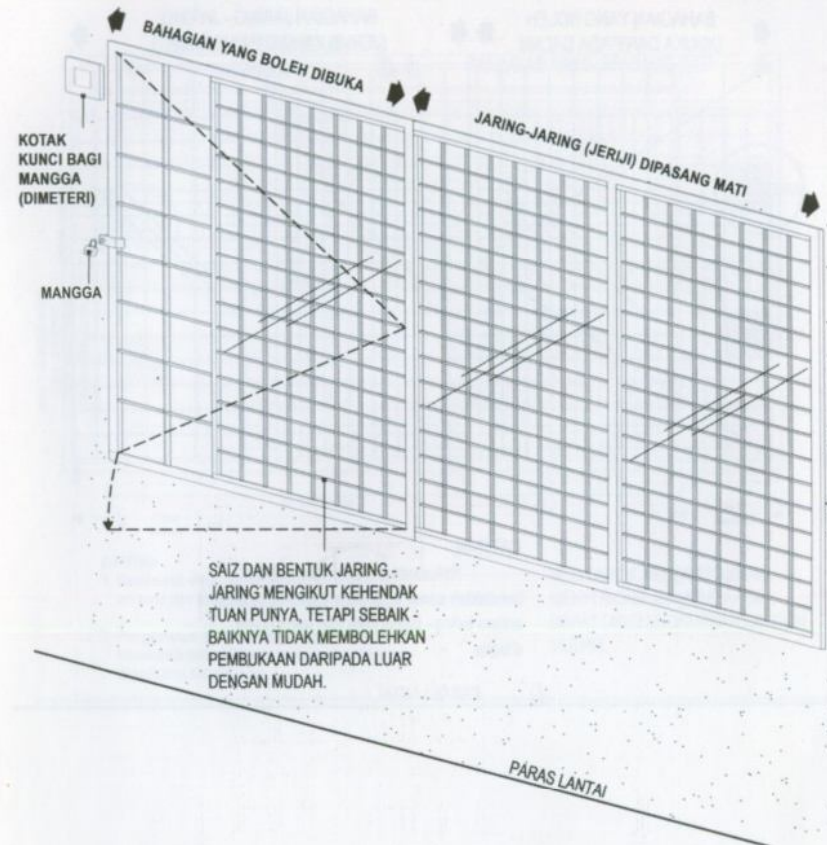 BAHAGIAN YANG BOLEH DIBUKA
JARING-JARING (JERIJI) DIPASANG MATI
KOTAK
KUNCI BAGI
MANGGA
(DIMETERI)
MANGGA
SAIZ DAN BENTUK JARING -
JARING MENGIKUT KEHENDAK
TUAN PUNYA, TETAPI SEBAIK -
BAIKNYA TIDAK MEMBOLEHKAN
PEMBUKAAN DARIPADA LUAR
DENGAN MUDAH.
PARAS LANTAI